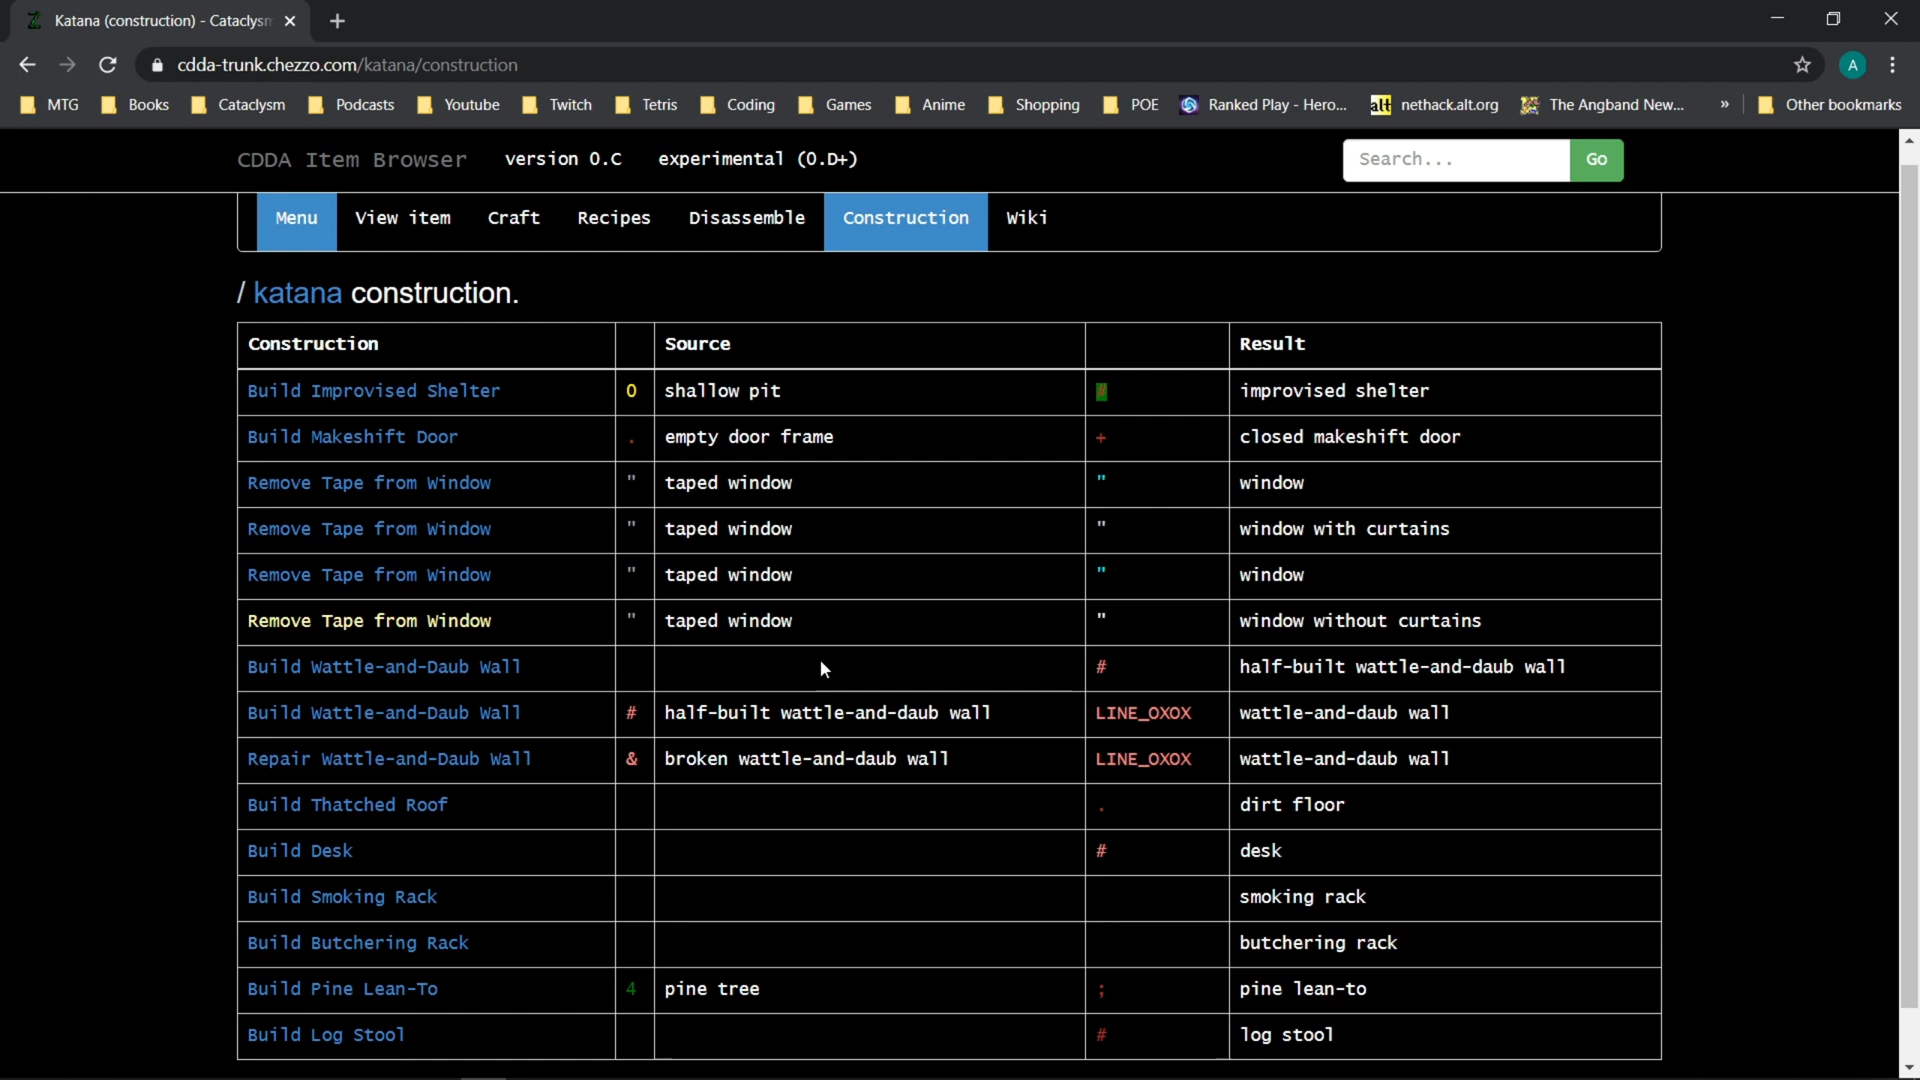 Katana (construction) - Cataclysm
cdda-trunk.chezzo.com/katana/construction
A
MTG Books Cataclysm Podcasts Youtube Twitch Tetris Coding Games Anime Shopping POE Ranked Play - Hero... alt nethack.alt.org The Angband New... » Other bookmarks
CDDA Item Browser version 0.C experimental (0.D+) Search... Go
Menu View item Craft Recipes Disassemble Construction Wiki
/ katana construction.
Construction Source Result
Build Improvised Shelter 0 shallow pit # improvised shelter
Build Makeshift Door . empty door frame + closed makeshift door
Remove Tape from Window " taped window " window
Remove Tape from Window " taped window " window with curtains
Remove Tape from Window " taped window " window
Remove Tape from Window " taped window " window without curtains
Build Wattle-and-Daub Wall # half-built wattle-and-daub wall
Build Wattle-and-Daub Wall # half-built wattle-and-daub wall LINE_OXOX wattle-and-daub wall
Repair Wattle-and-Daub Wall & broken wattle-and-daub wall LINE_OXOX wattle-and-daub wall
Build Thatched Roof . dirt floor
Build Desk # desk
Build Smoking Rack smoking rack
Build Butchering Rack butchering rack
Build Pine Lean-To 4 pine tree ; pine lean-to
Build Log Stool # log stool